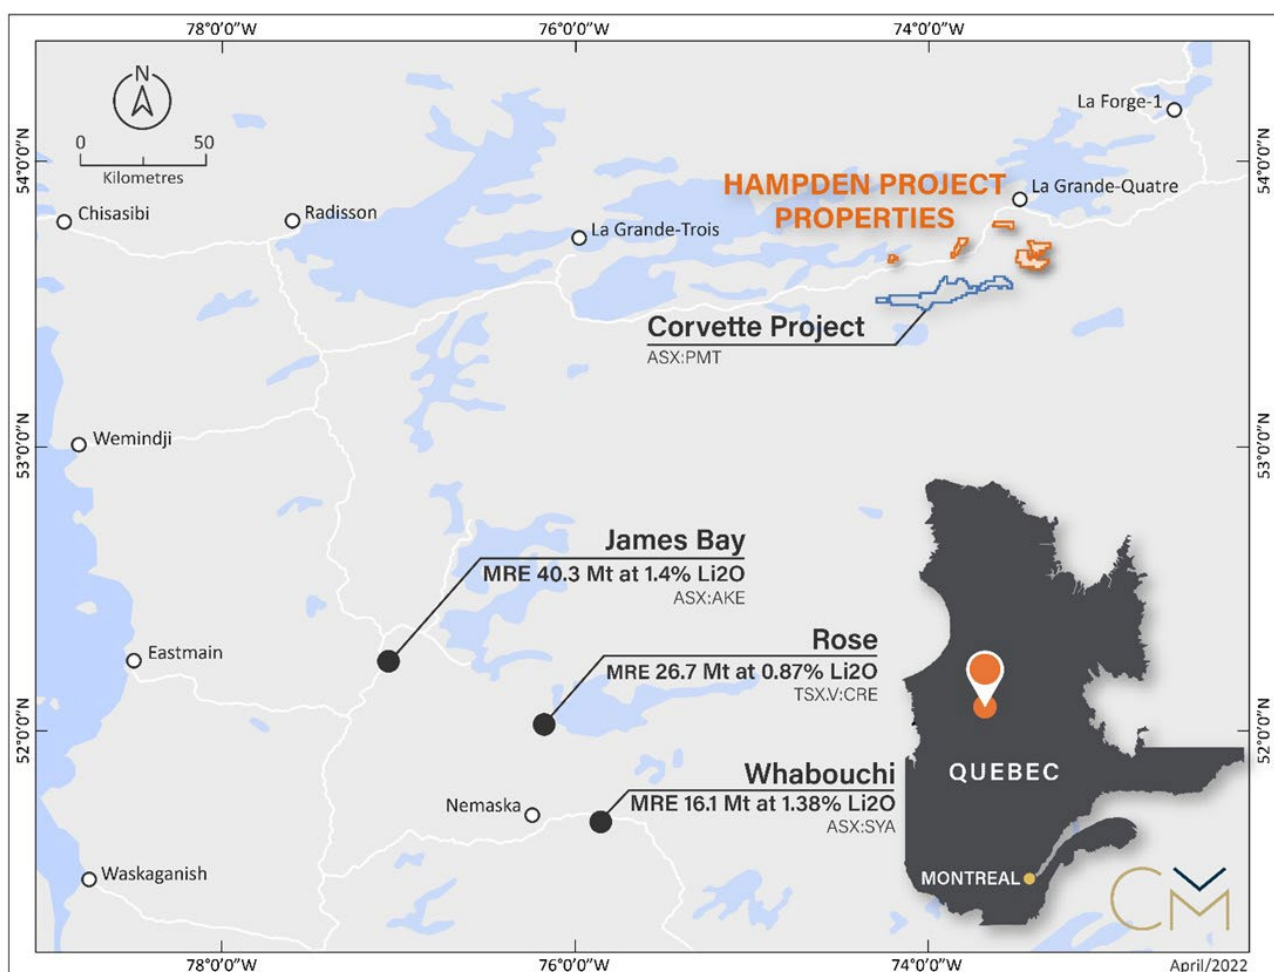 78°0'0"W
76°0'0"W
74°0'0"W
N
0
50
Kilometres
La Forge-1
54°0'0"N
54°0'0"N
HAMPDEN PROJECT
PROPERTIES
La Grande-Quatre
Chisasibi
Radisson
La Grande-Trois
Corvette Project
ASX:PMT
53°0'0"N
53°0'0"N
Wemindji
James Bay
MRE 40.3 Mt at 1.4% Li2O
ASX:AKE
Eastmain
Rose
MRE 26.7 Mt at 0.87% Li2O
TSX.V:CRE
52°0'0"N
52°0'0"N
QUEBEC
Whabouchi
MRE 16.1 Mt at 1.38% Li2O
ASX:SYA
Nemaska
Waskaganish
MONTREAL
CM
78°0'0"W
76°0'0"W
74°0'0"W
April/2022